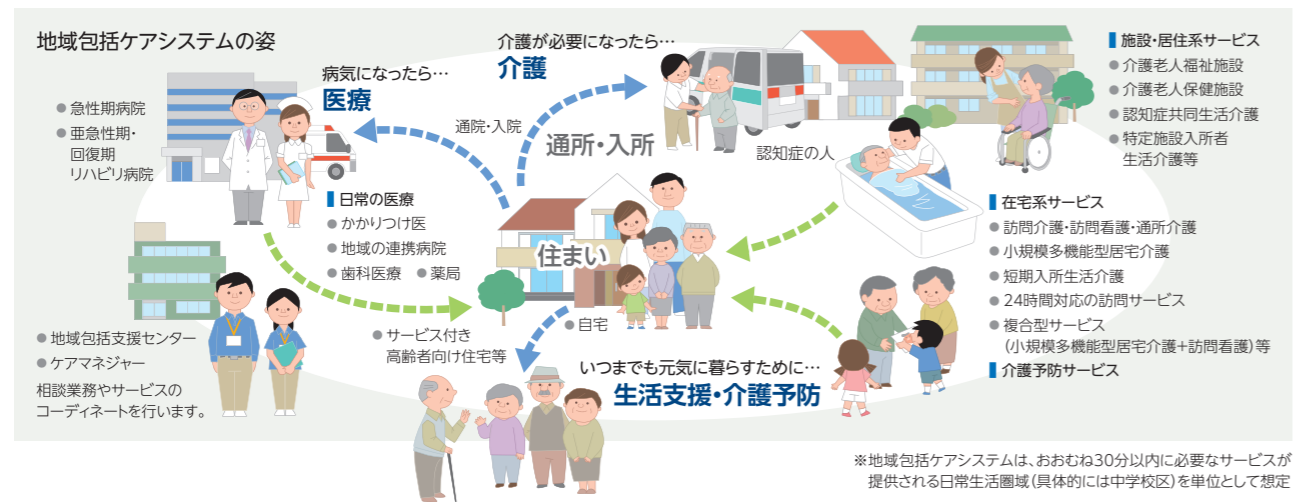 地域包括ケアシステムの姿
病気になったら…
医療
● 急性期病院
● 亜急性期・
回復期
リハビリ病院
通院・入院
介護が必要になったら…
介護
通所・入所
認知症の人
▌施設・居住系サービス
● 介護老人福祉施設
● 介護老人保健施設
● 認知症共同生活介護
● 特定施設入所者
生活介護等
▌日常の医療
● かかりつけ医
● 地域の連携病院
● 歯科医療 ● 薬局
住まい
▌在宅系サービス
● 訪問介護・訪問看護・通所介護
● 小規模多機能型居宅介護
● 短期入所生活介護
● 24時間対応の訪問サービス
● 複合型サービス
(小規模多機能型居宅介護+訪問看護)等
▌介護予防サービス
● 地域包括支援センター
● ケアマネジャー
相談業務やサービスの
コーディネートを行います。
● サービス付き
高齢者向け住宅等
● 自宅
いつまでも元気に暮らすために…
生活支援・介護予防
※地域包括ケアシステムは、おおむね30分以内に必要なサービスが
提供される日常生活圏域(具体的には中学校区)を単位として想定